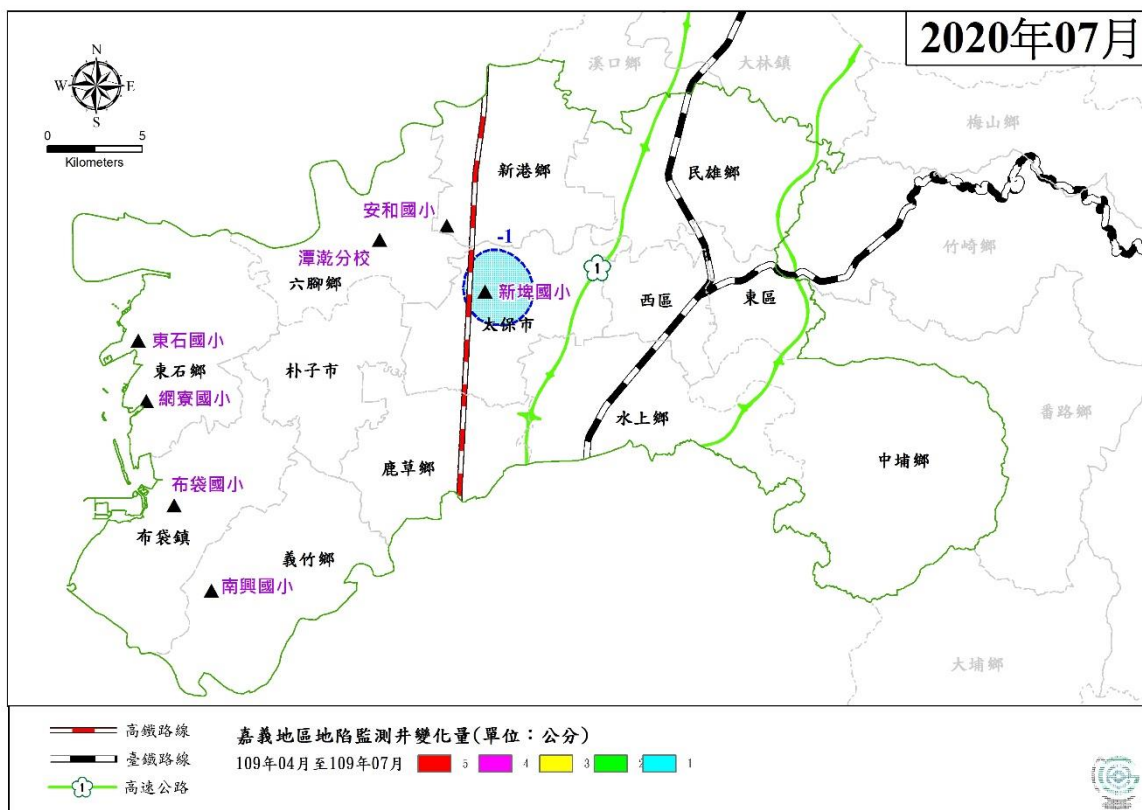 2020年07月
N
W E
S
0 5
Kilometers
溪口鄉
大林鎮
梅山鄉
新港鄉
民雄鄉
安和國小
-1
潭漧分校
竹崎鄉
六腳鄉
1
新埤國小
西區
東區
太保市
東石國小
東石鄉
朴子市
網寮國小
番路鄉
水上鄉
中埔鄉
鹿草鄉
布袋國小
布袋鎮
義竹鄉
南興國小
大埔鄉
高鐵路線
臺鐵路線
1 高速公路
嘉義地區地陷監測井變化量(單位：公分)
109年04月至109年07月 5 4 3 2 1